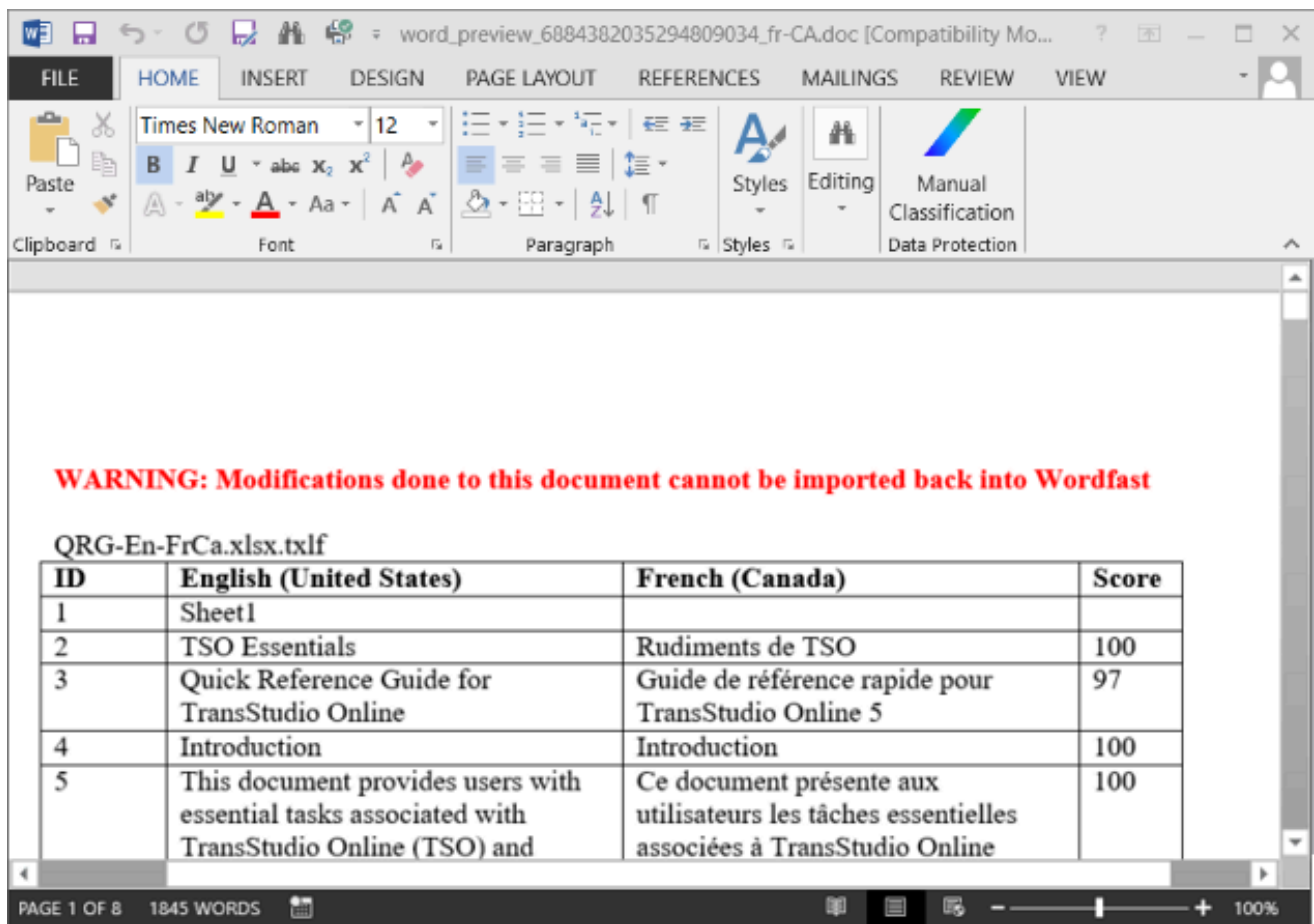 word_preview_6884382035294809034_fr-CA.doc [Compatibility Mo... ?
FILE HOME INSERT DESIGN PAGE LAYOUT REFERENCES MAILINGS REVIEW VIEW
Times New Roman 12
B I U abc x₂ x²
Paste
A aby A Aa A A
Styles
Editing
Manual
Classification
Clipboard Font Paragraph Styles Data Protection
WARNING: Modifications done to this document cannot be imported back into Wordfast
QRG-En-FrCa.xlsx.txlf
ID English (United States) French (Canada) Score
1 Sheet1
2 TSO Essentials Rudiments de TSO 100
3 Quick Reference Guide for Guide de référence rapide pour 97
TransStudio Online TransStudio Online 5
4 Introduction Introduction 100
5 This document provides users with Ce document présente aux 100
essential tasks associated with utilisateurs les tâches essentielles
TransStudio Online (TSO) and associées à TransStudio Online
PAGE 1 OF 8 1845 WORDS 100%